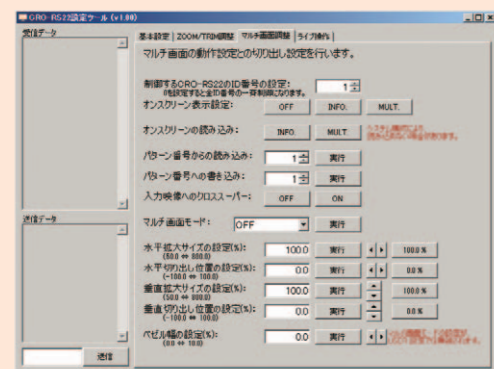 CRO-RS22設定ツール (v1.00)
受信データ
基本設定 | ZOOM/TRIM調整 マルチ画面調整 | ライブ操作 |
マルチ画面の動作設定との切り出し設定を行います。
制御するCRO-RS22のID番号の設定: 1
0を設定すると全ID番号の一斉制御になります。
オンスクリーン表示設定: OFF INFO. MULT.
オンスクリーンの読み込み: INFO. MULT
パターン番号からの読み込み: 1 実行
パターン番号への書き込み: 1 実行
入力映像へのクロススーパー: OFF ON
送信データ
マルチ画面モード: OFF 実行
水平拡大サイズの設定(%): 100.0 実行 100.0 %
(50.0 ⇔ 800.0)
水平切り出し位置の設定(%): 0.0 実行 0.0 %
(-100.0 ⇔ 100.0)
垂直拡大サイズの設定(%): 100.0 実行 100.0 %
(50.0 ⇔ 800.0)
垂直切り出し位置の設定(%): 0.0 実行 0.0 %
(-100.0 ⇔ 100.0)
ベゼル幅の設定(%): 0.0 実行
(0.0 ⇔ 10.0)
送信